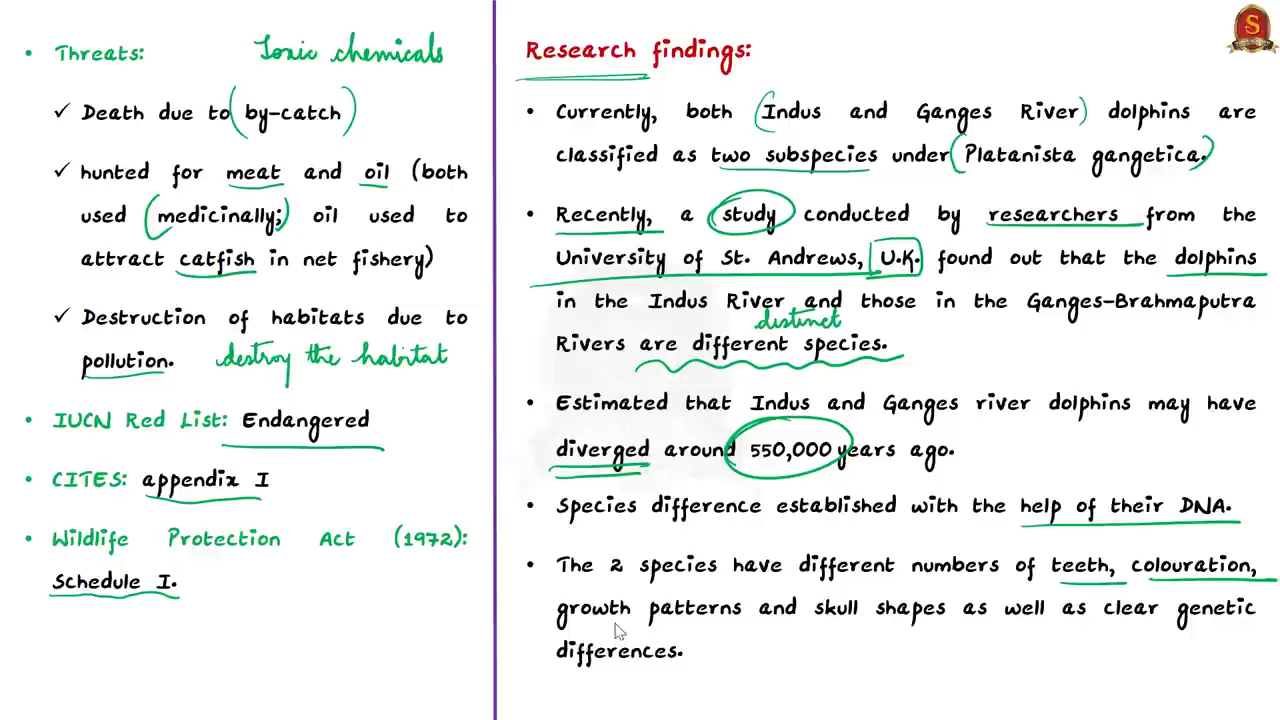 • Threats: Toxic chemicals
✓ Death due to (by-catch)
✓ hunted for meat and oil (both
used (medicinally;) oil used to
attract catfish in net fishery)
✓ Destruction of habitats due to
pollution. destroy the habitat
• IUCN Red List: Endangered
• CITES: appendix I
• Wildlife Protection Act (1972):
Schedule I.
Research findings:
• Currently, both (Indus and Ganges River) dolphins are
classified as two subspecies under (Platanista gangetica.)
• Recently, a study conducted by researchers from the
University of St. Andrews, U.K. found out that the dolphins
in the Indus River and those in the Ganges-Brahmaputra
distinct
Rivers are different species.
• Estimated that Indus and Ganges river dolphins may have
diverged around 550,000 years ago.
• Species difference established with the help of their DNA.
• The 2 species have different numbers of teeth, colouration,
growth patterns and skull shapes as well as clear genetic
differences.
S